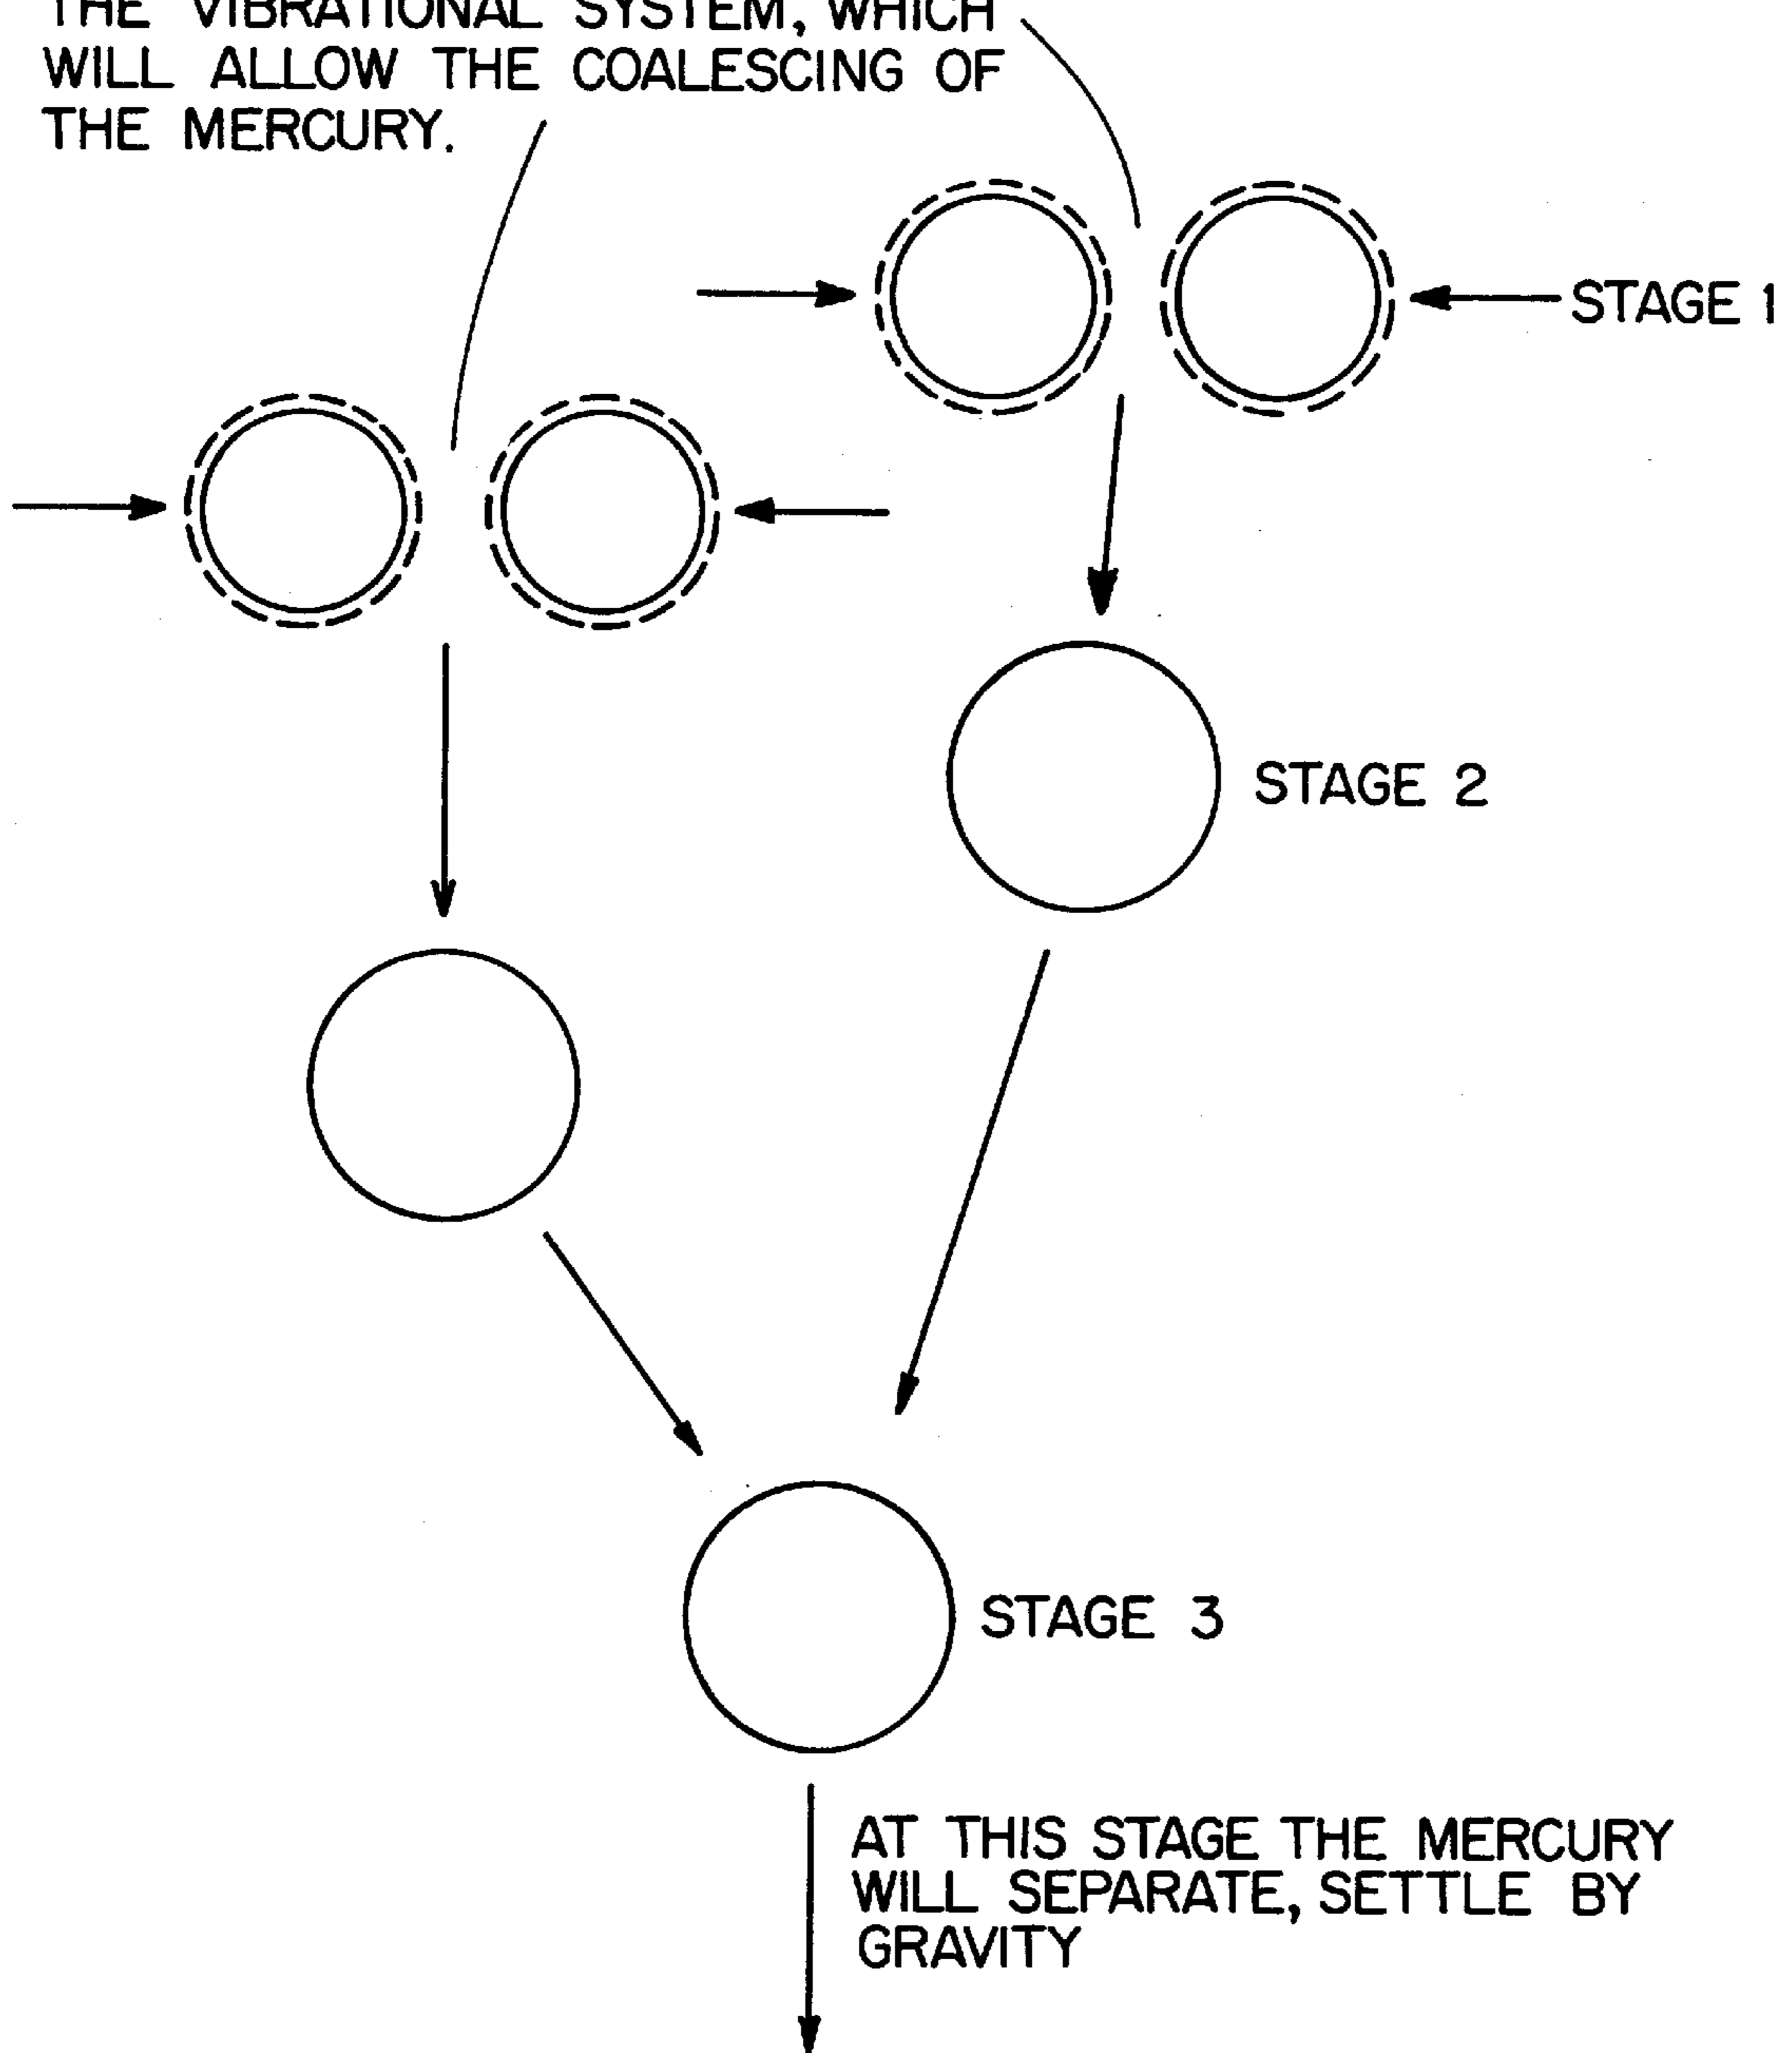 THE VIBRATIONAL SYSTEM, WHICH
WILL ALLOW THE COALESCING OF
THE MERCURY.
STAGE 1
STAGE 2
STAGE 3
AT THIS STAGE THE MERCURY
WILL SEPARATE, SETTLE BY
GRAVITY